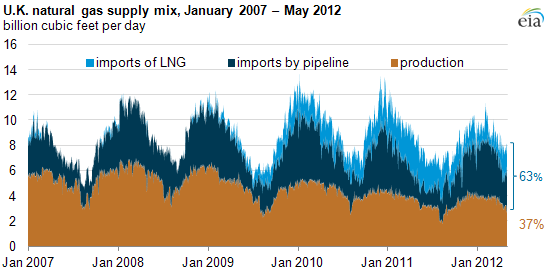 U.K. natural gas supply mix, January 2007 – May 2012
billion cubic feet per day
eia
16
imports of LNG imports by pipeline production
14
12
10
8
6
4
2
0
63%
37%
Jan 2007 Jan 2008 Jan 2009 Jan 2010 Jan 2011 Jan 2012